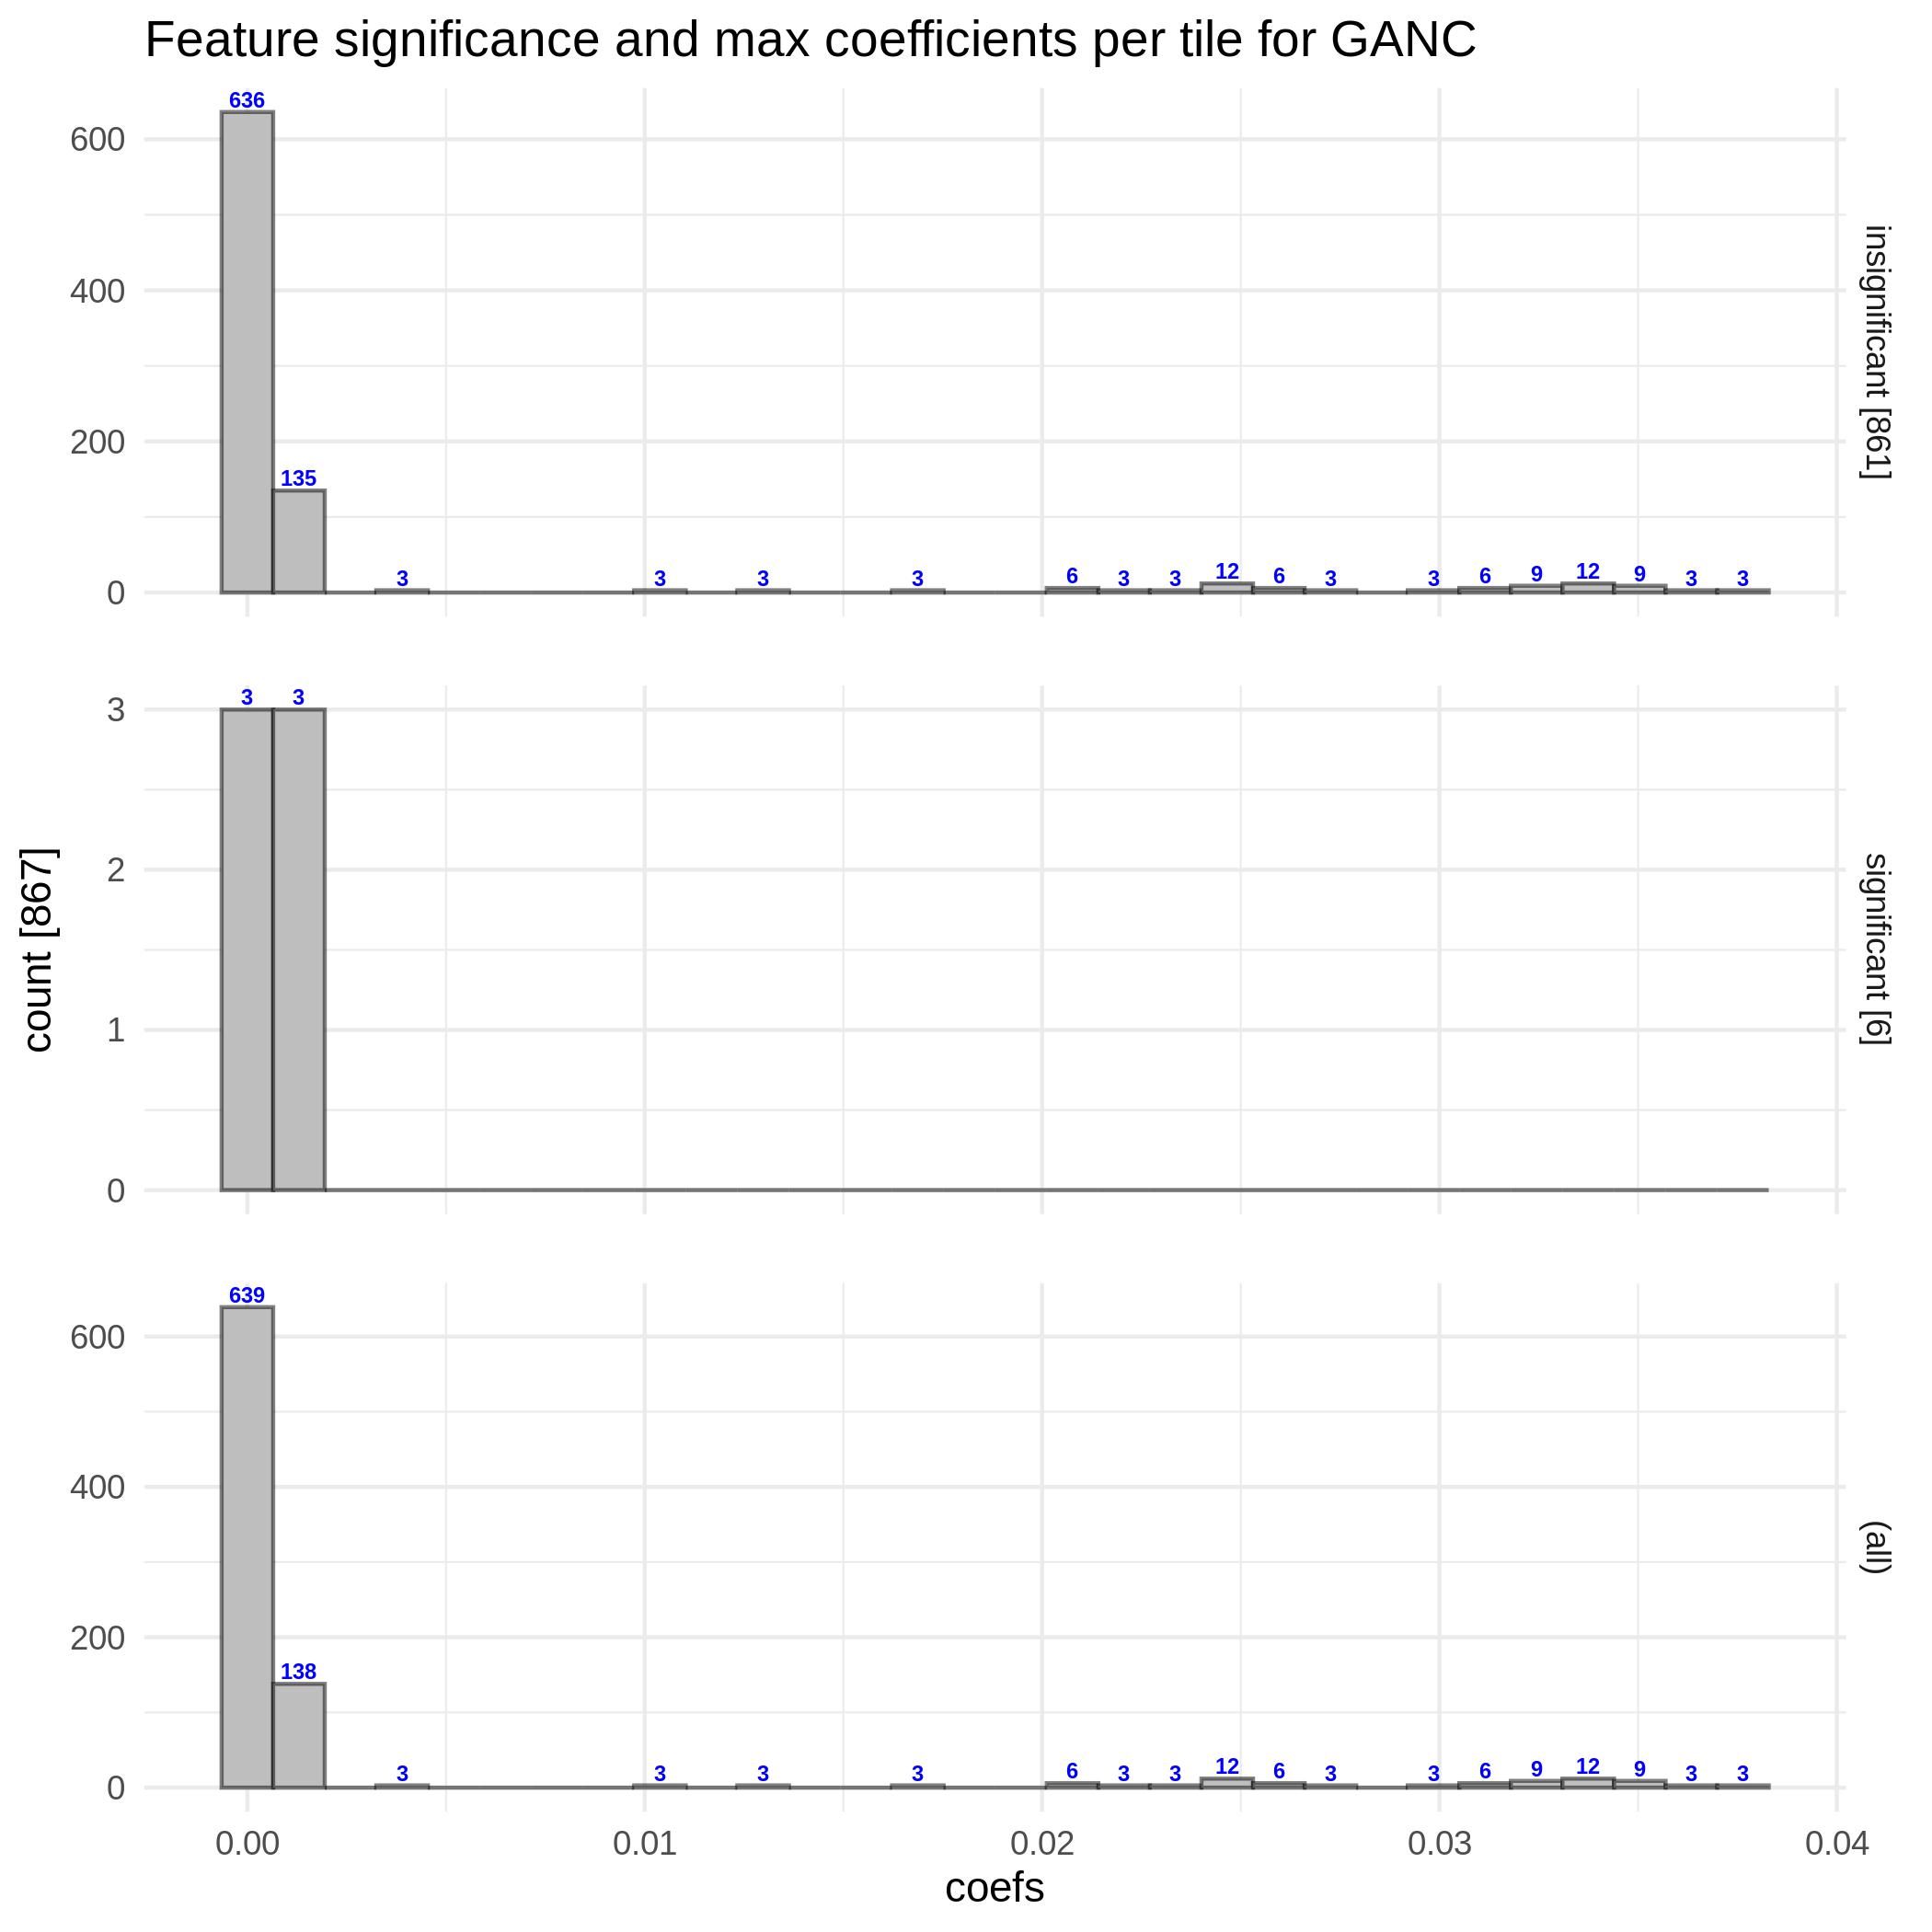 Feature significance and max coefficients per tile for GANC
636
600
400
200
135
3 3 3 3 6 3 3 12 6 3 3 6 9 12 9 3 3
0
insignificant [861]
3 3
3
2
1
0
significant [6]
count [867]
639
600
400
200
138
3 3 3 3 6 3 3 12 6 3 3 6 9 12 9 3 3
0
(all)
0.00 0.01 0.02 0.03 0.04
coefs